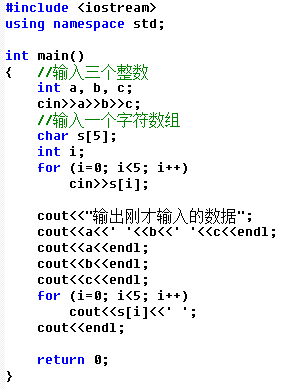 #include <iostream>
using namespace std;
int main()
{   //输入三个整数
    int a, b, c;
    cin>>a>>b>>c;
    //输入一个字符数组
    char s[5];
    int i;
    for (i=0; i<5; i++)
        cin>>s[i];
    cout<<"输出刚才输入的数据";
    cout<<a<<' '<<b<<' '<<c<<endl;
    cout<<a<<endl;
    cout<<b<<endl;
    cout<<c<<endl;
    for (i=0; i<5; i++)
        cout<<s[i]<<' ';
    cout<<endl;
    return 0;
}